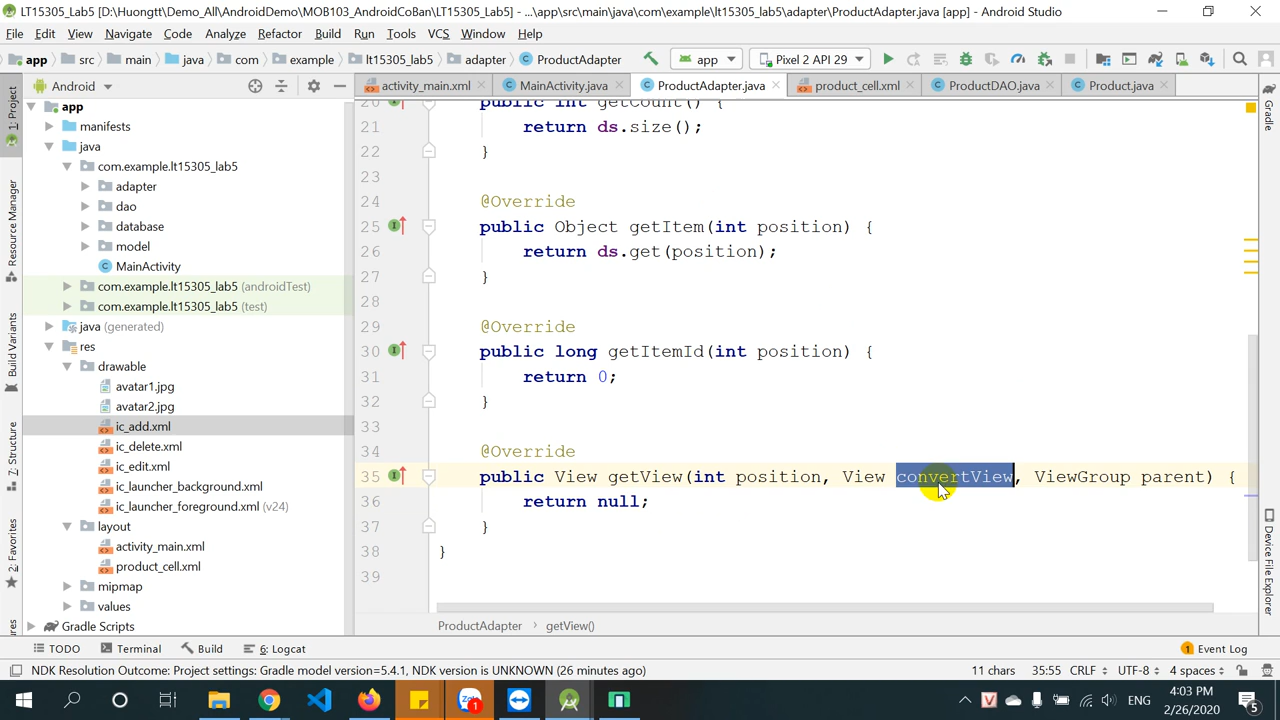 LT15305_Lab5 [D:\Huongtt\Demo_All\AndroidDemo\MOB103_AndroidCoBan\LT15305_Lab5] - ...\app\src\main\java\com\example\lt15305_lab5\adapter\ProductAdapter.java [app] - Android Studio
File Edit View Navigate Code Analyze Refactor Build Run Tools VCS Window Help
app src main java com example lt15305_lab5 adapter ProductAdapter app Pixel 2 API 29
Android activity_main.xml MainActivity.java ProductAdapter.java product_cell.xml ProductDAO.java Product.java
1: Project
Resource Manager
Build Variants
7: Structure
2: Favorites
Gradle
Device File Explorer
app
manifests
java
com.example.lt15305_lab5
adapter
dao
database
model
MainActivity
com.example.lt15305_lab5 (androidTest)
com.example.lt15305_lab5 (test)
java (generated)
res
drawable
avatar1.jpg
avatar2.jpg
ic_add.xml
ic_delete.xml
ic_edit.xml
ic_launcher_background.xml
ic_launcher_foreground.xml (v24)
layout
activity_main.xml
product_cell.xml
mipmap
values
Gradle Scripts
20 public int getCount() {
21 return ds.size();
22 }
23
24 @Override
25 public Object getItem(int position) {
26 return ds.get(position);
27 }
28
29 @Override
30 public long getItemId(int position) {
31 return 0;
32 }
33
34 @Override
35 public View getView(int position, View convertView, ViewGroup parent) {
36 return null;
37 }
38 }
39
ProductAdapter getView()
TODO Terminal Build 6: Logcat 1 Event Log
NDK Resolution Outcome: Project settings: Gradle model version=5.4.1, NDK version is UNKNOWN (26 minutes ago) 11 chars 35:55 CRLF UTF-8 4 spaces
ENG 4:03 PM
2/26/2020 5